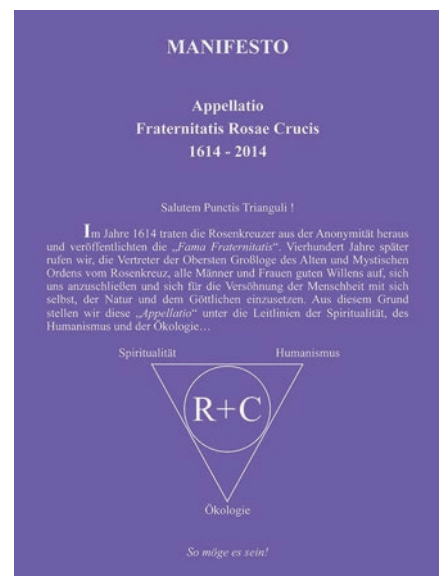 MANIFESTO
Appellatio
Fraternitatis Rosae Crucis
1614 - 2014
Salutem Punctis Trianguli !
Im Jahre 1614 traten die Rosenkreuzer aus der Anonymität heraus
und veröffentlichten die „Fama Fraternitatis“. Vierhundert Jahre später
rufen wir, die Vertreter der Obersten Großloge des Alten und Mystischen
Ordens vom Rosenkreuz, alle Männer und Frauen guten Willens auf, sich
uns anzuschließen und sich für die Versöhnung der Menschheit mit sich
selbst, der Natur und dem Göttlichen einzusetzen. Aus diesem Grund
stellen wir diese „Appellatio“ unter die Leitlinien der Spiritualität, des
Humanismus und der Ökologie…
Spiritualität Humanismus
R+C
Ökologie
So möge es sein!